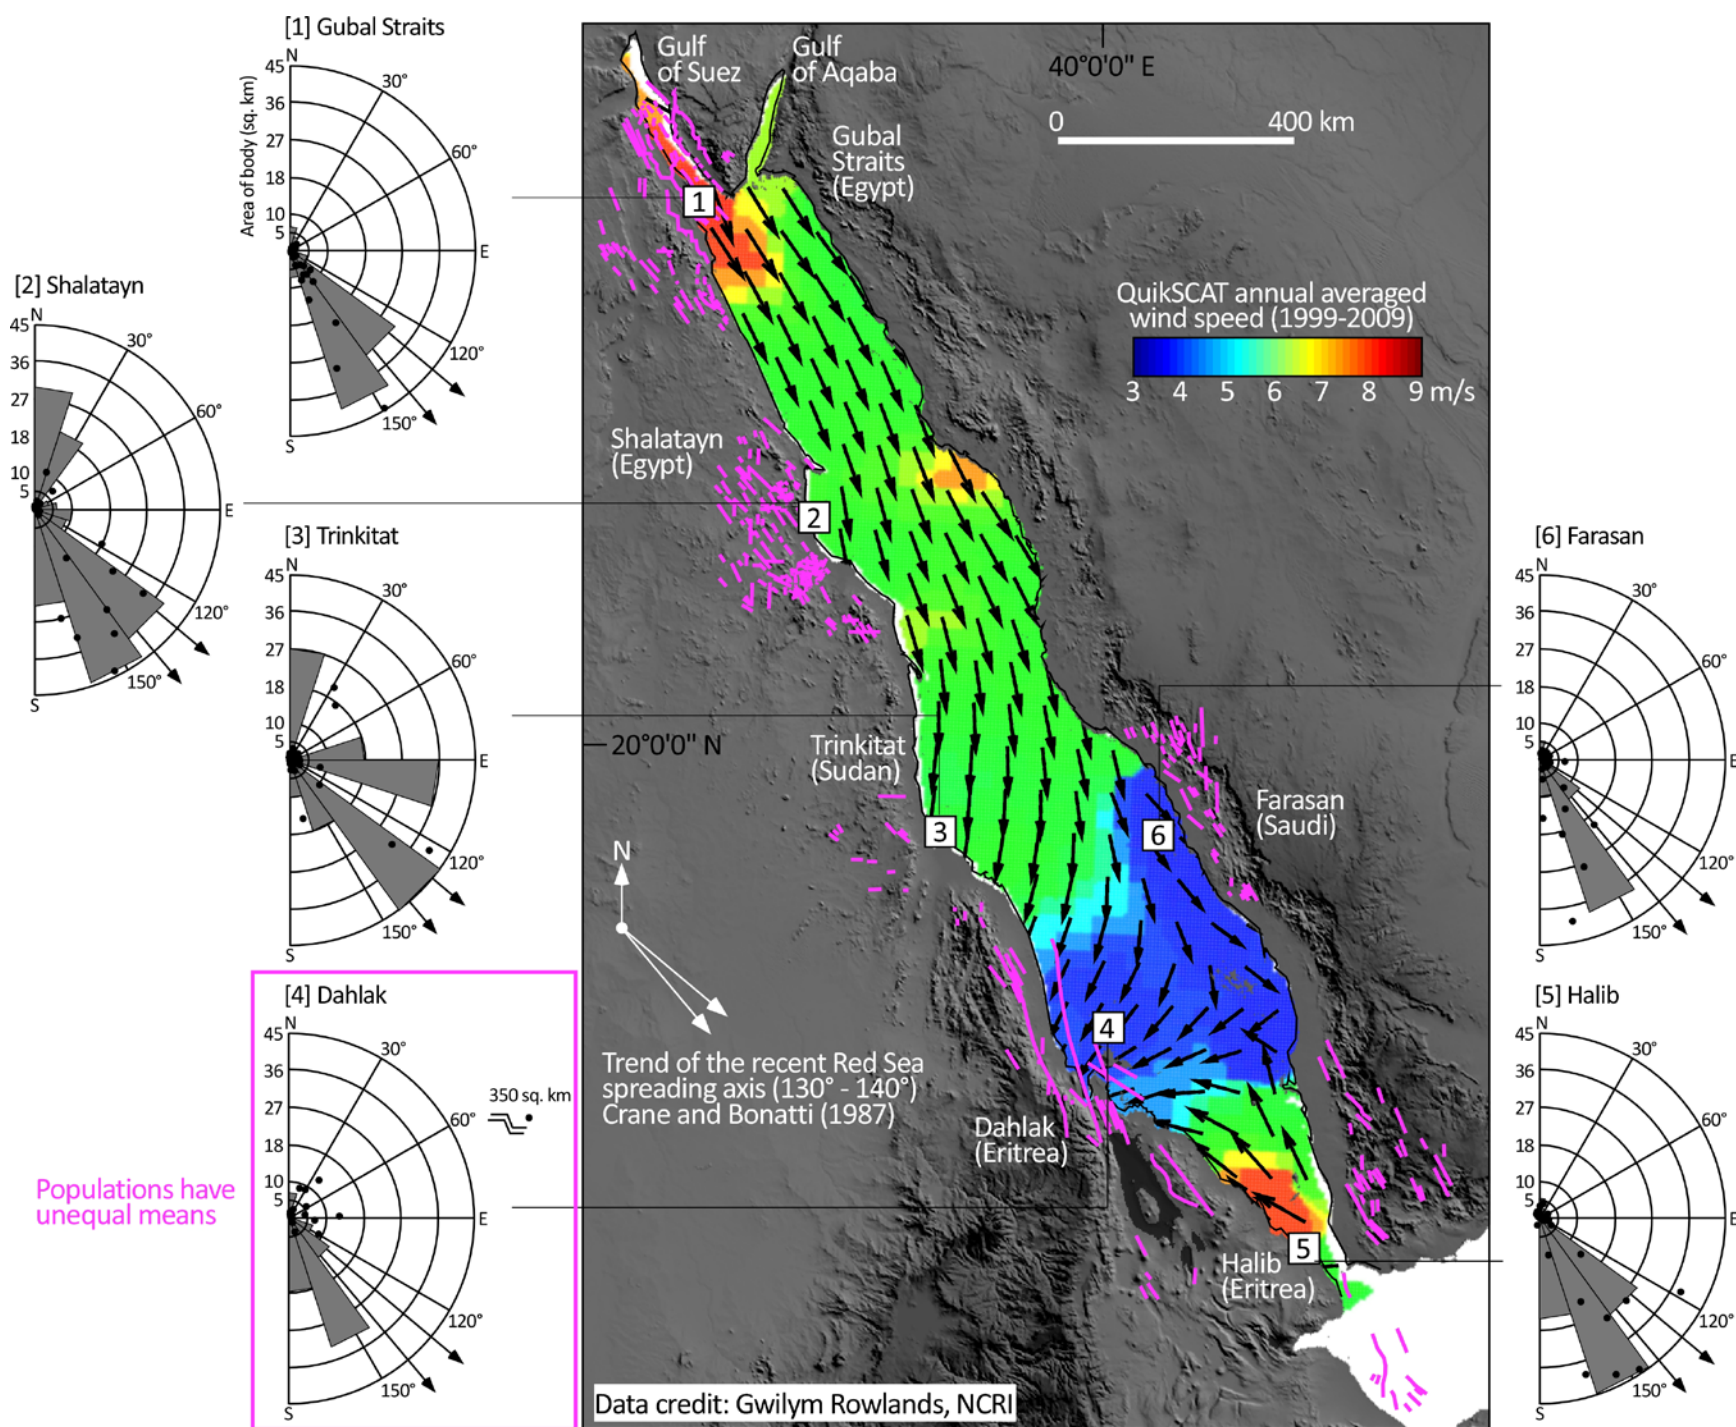 [1] Gubal Straits
N
45
36
27
18
10
5
Area of body (sq. km)
30°
60°
E
120°
150°
S
[2] Shalatayn
N
45
36
27
18
10
5
30°
60°
E
120°
150°
S
[3] Trinkitat
N
45
36
27
18
10
5
30°
60°
E
120°
150°
S
[4] Dahlak
N
45
36
27
18
10
5
30°
60°
350 sq. km
E
120°
150°
S
Populations have
unequal means
Gulf
of Suez
Gulf
of Aqaba
40°0'0" E
0 400 km
Gubal
Straits
(Egypt)
1
QuikSCAT annual averaged
wind speed (1999-2009)
3 4 5 6 7 8 9 m/s
Shalatayn
(Egypt)
2
20°0'0" N
Trinkitat
(Sudan)
3
6
Farasan
(Saudi)
N
4
Trend of the recent Red Sea
spreading axis (130° - 140°)
Crane and Bonatti (1987)
Dahlak
(Eritrea)
5
Halib
(Eritrea)
Data credit: Gwilym Rowlands, NCRI
[6] Farasan
N
45
36
27
18
10
5
30°
60°
E
120°
150°
S
[5] Halib
N
45
36
27
18
10
5
30°
60°
E
120°
150°
S